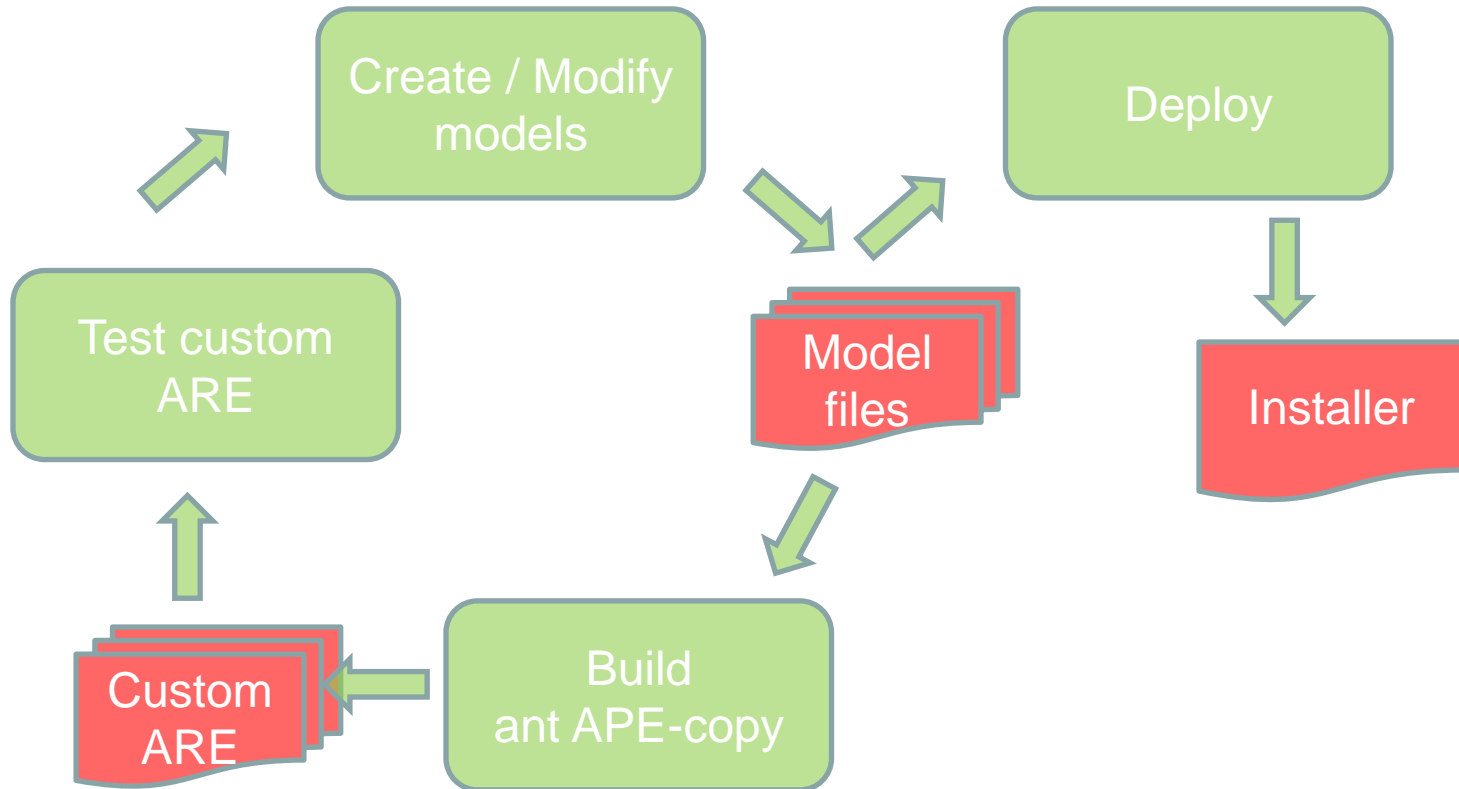 Create / Modify
models
Deploy
Test custom
ARE
Model
files
Installer
Custom
ARE
Build
ant APE-copy